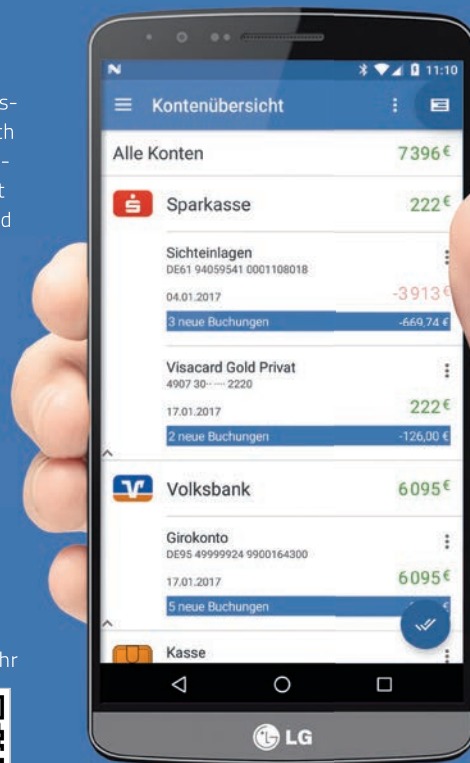 s-
h
-
t
d
hr
11:10
Kontenübersicht
Alle Konten 7396€
Sparkasse 222€
Sichteinlagen
DE61 94059541 0001108018
04.01.2017 -3913€
3 neue Buchungen -669,74 €
Visacard Gold Privat
4907 30·· ···· 2220
17.01.2017 222€
2 neue Buchungen -126,00 €
Volksbank 6095€
Girokonto
DE95 49999924 9900164300
17.01.2017 6095€
5 neue Buchungen
Kasse
LG